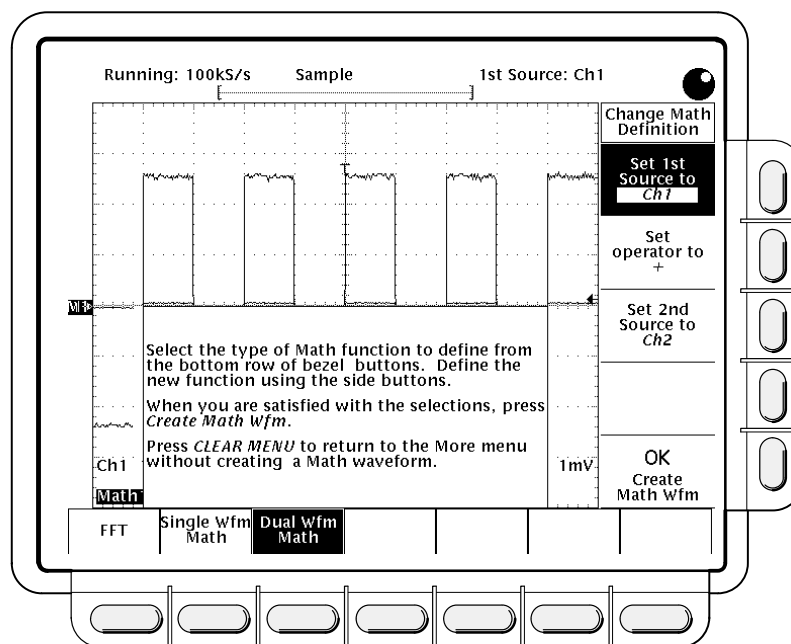 Running: 100kS/s Sample 1st Source: Ch1
Change Math
Definition
Set 1st
Source to
Ch1
Set
operator to
+
Set 2nd
Source to
Ch2
T
Select the type of Math function to define from
the bottom row of bezel buttons. Define the
new function using the side buttons.
When you are satisfied with the selections, press
Create Math Wfm.
Press CLEAR MENU to return to the More menu
without creating a Math waveform.
Ch1
1mV
Math
OK
Create
Math Wfm
FFT
Single Wfm
Math
Dual Wfm
Math